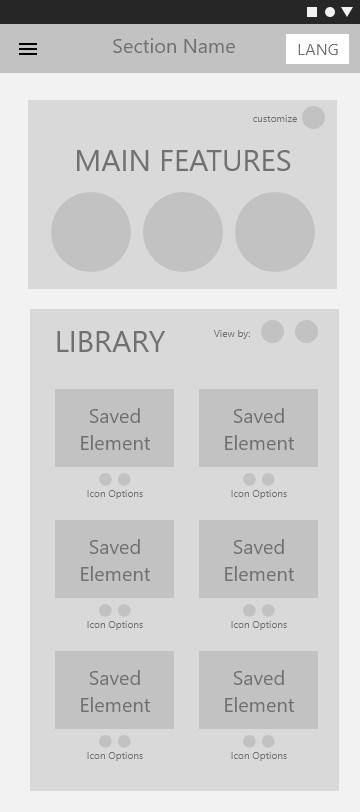 Section Name
LANG
customize
MAIN FEATURES
LIBRARY
View by:
Saved
Element
Saved
Element
Icon Options
Icon Options
Saved
Element
Saved
Element
Icon Options
Icon Options
Saved
Element
Saved
Element
Icon Options
Icon Options